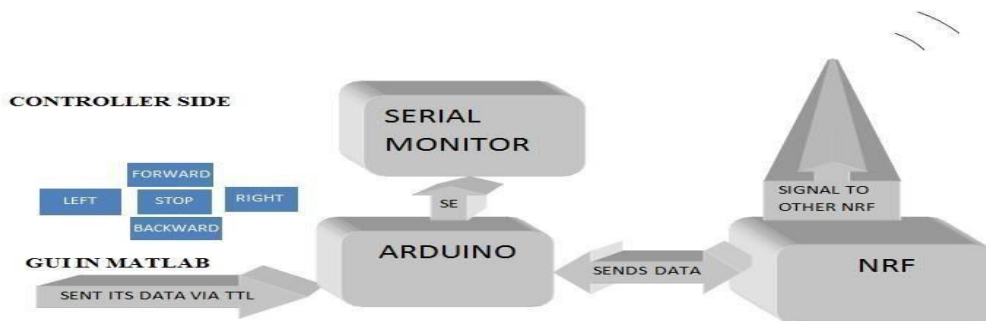 CONTROLLER SIDE
SERIAL
MONITOR
FORWARD
LEFT
STOP
RIGHT
BACKWARD
GUI IN MATLAB
SENT ITS DATA VIA TTL
SE
ARDUINO
SENDS DATA
SIGNAL TO
OTHER NRF
NRF